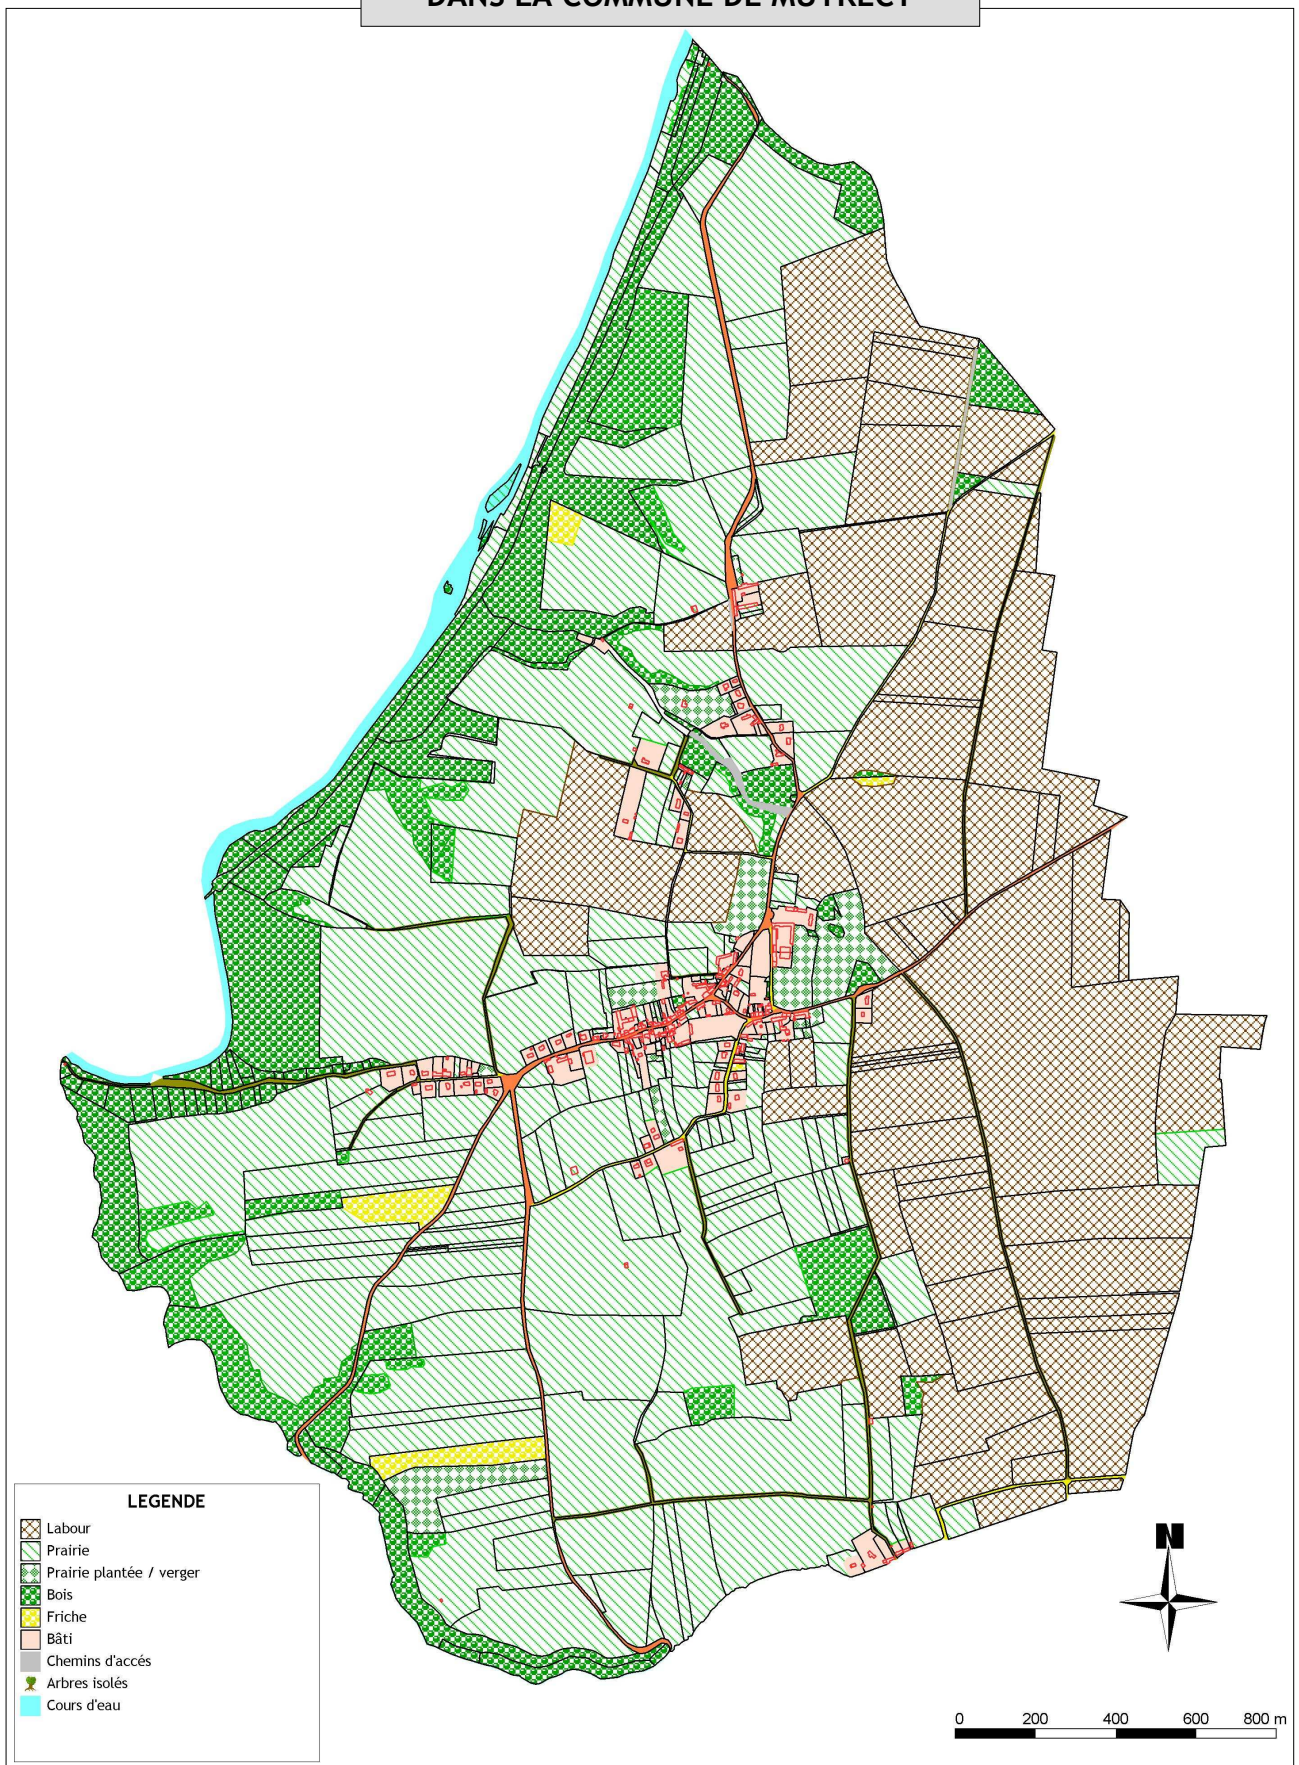 DANS LA COMMUNE DE MUTRECY
LEGENDE
Labour
Prairie
Prairie plantée / verger
Bois
Friche
Bâti
Chemins d'accés
Arbres isolés
Cours d'eau
N
0 200 400 600 800 m